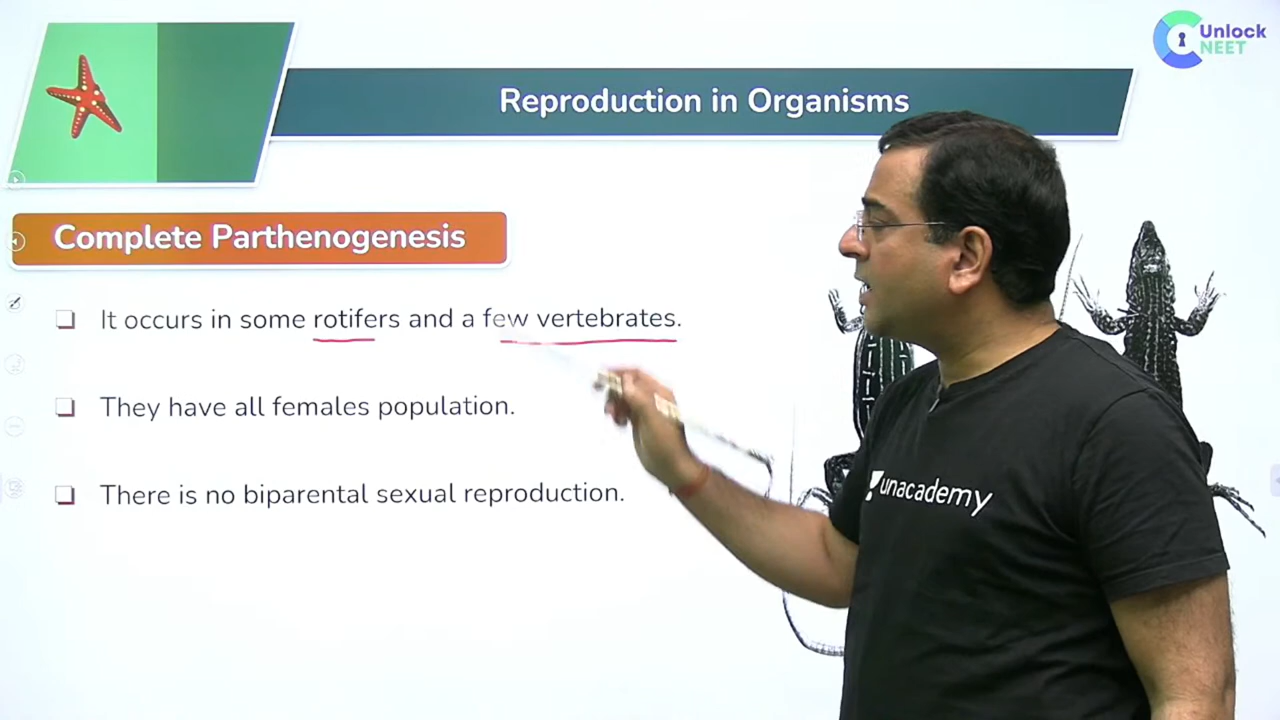 Unlock
NEET
Reproduction in Organisms
Complete Parthenogenesis
It occurs in some rotifers and a few vertebrates.
They have all females population.
There is no biparental sexual reproduction.
unacademy